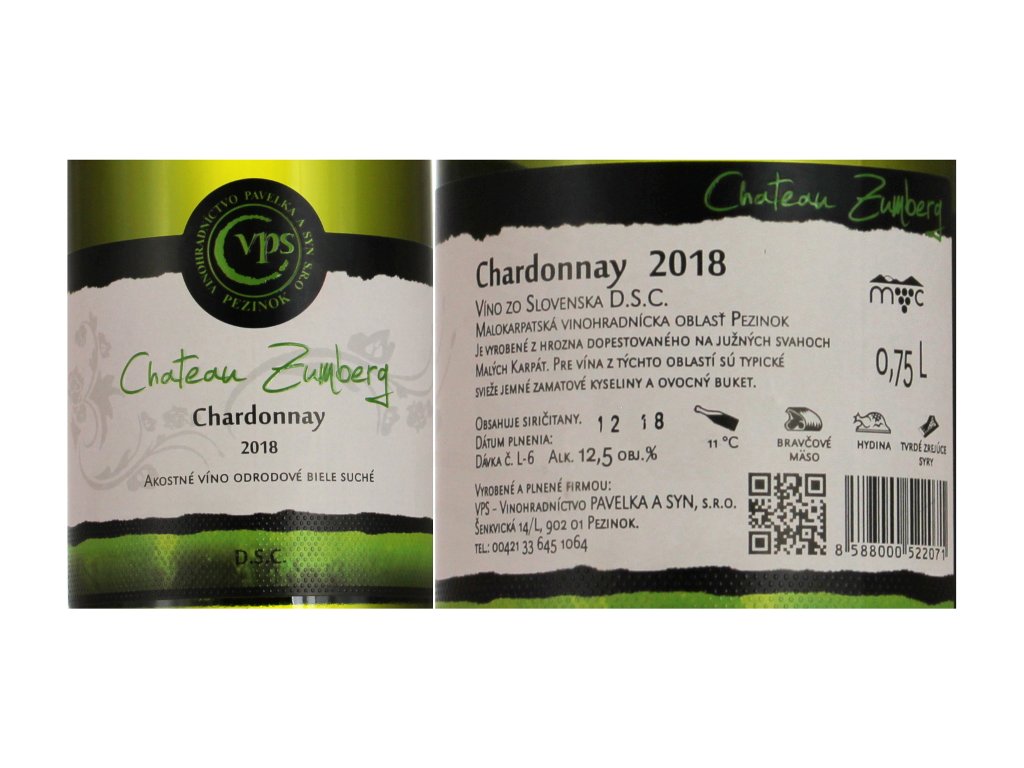 VINOHRADNÍCTVO PAVELKA A SYN S.R.O
vps
PEZINOK
Chateau Zumberg
Chardonnay
2018
AKOSTNÉ VÍNO ODRODOVÉ BIELE SUCHÉ
D.S.C.
Chateau Zumberg
Chardonnay 2018
VÍNO ZO SLOVENSKA D.S.C.
MALOKARPATSKÁ VINOHRADNÍCKA OBLASŤ PEZINOK
JE VYROBENÉ Z HROZNA DOPESTOVANÉHO NA JUŽNÝCH SVAHOCH
MALÝCH KARPÁT. PRE VÍNA Z TÝCHTO OBLASTÍ SÚ TYPICKÉ
SVIEŽE JEMNÉ ZAMATOVÉ KYSELINY A OVOCNÝ BUKET.
mvc
0,75 L
OBSAHUJE SIRIČITANY. 12 18
DÁTUM PLNENIA:
DÁVKA Č. L-6 ALK. 12,5 OBJ.%
11 °C
BRAVČOVÉ
MÄSO
HYDINA
TVRDÉ ZREJÚCE
SYRY
VYROBENÉ A PLNENÉ FIRMOU:
VPS - VINOHRADNÍCTVO PAVELKA A SYN, S.R.O.
ŠENKVICKÁ 14/L, 902 01 PEZINOK.
TEL.: 00421 33 645 1064
8 588000 522071